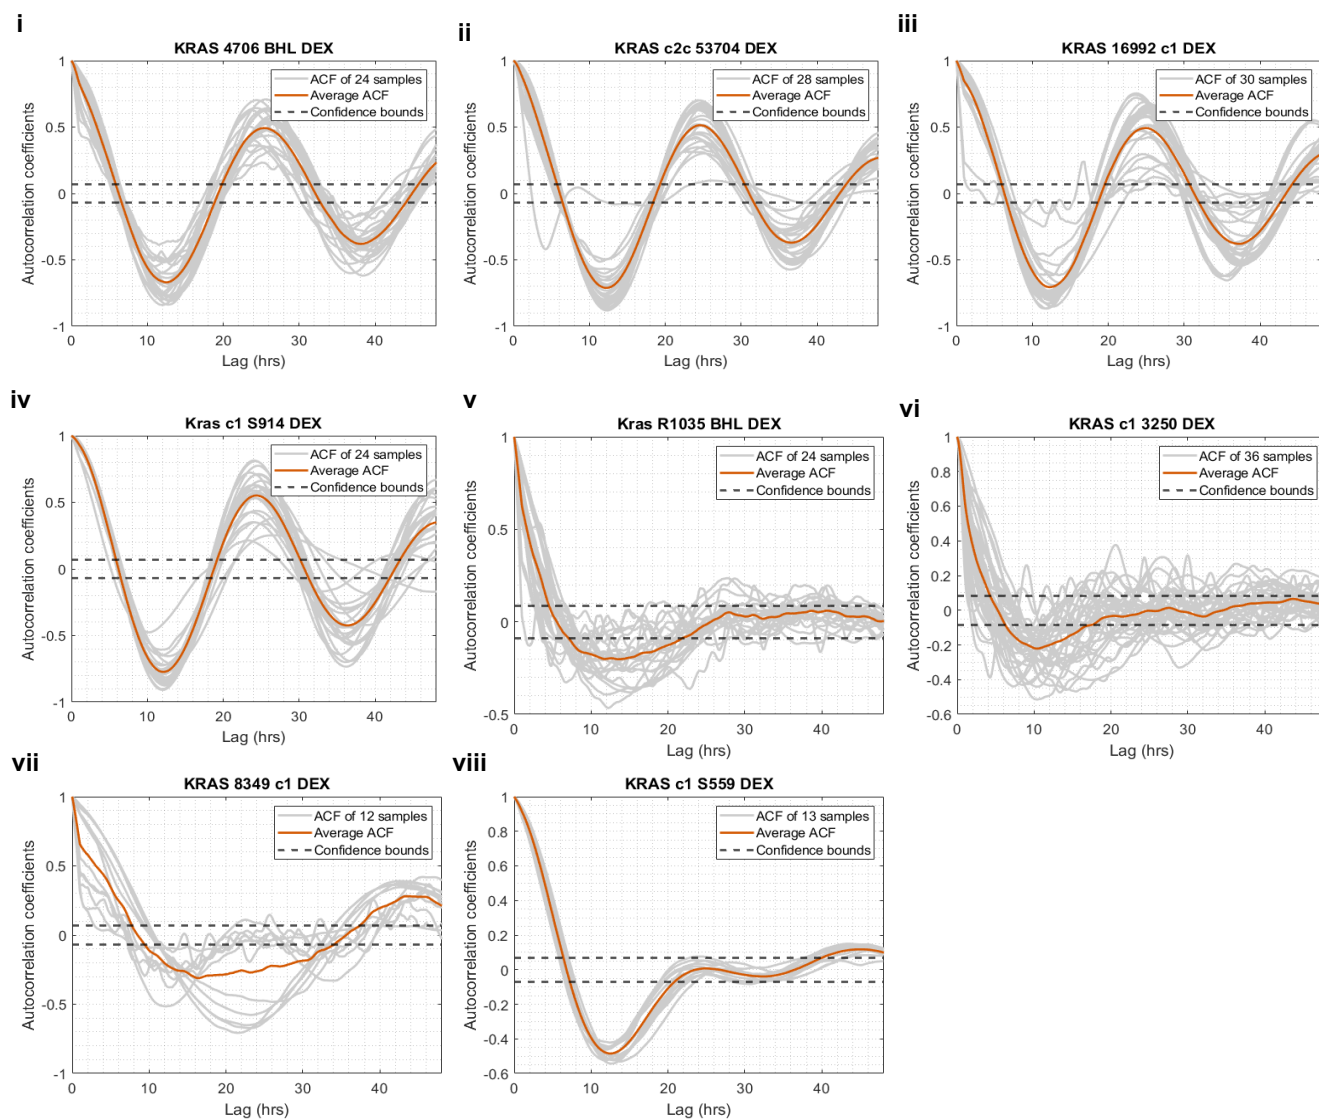 i
KRAS 4706 BHL DEX
1
0.5
0
-0.5
-1
Autocorrelation coefficients
ACF of 24 samples
Average ACF
Confidence bounds
0 10 20 30 40
Lag (hrs)
ii
KRAS c2c 53704 DEX
1
0.5
0
-0.5
-1
Autocorrelation coefficients
ACF of 28 samples
Average ACF
Confidence bounds
0 10 20 30 40
Lag (hrs)
iii
KRAS 16992 c1 DEX
1
0.5
0
-0.5
-1
Autocorrelation coefficients
ACF of 30 samples
Average ACF
Confidence bounds
0 10 20 30 40
Lag (hrs)
iv
Kras c1 S914 DEX
1
0.5
0
-0.5
-1
Autocorrelation coefficients
ACF of 24 samples
Average ACF
Confidence bounds
0 10 20 30 40
Lag (hrs)
v
Kras R1035 BHL DEX
1
0.5
0
-0.5
Autocorrelation coefficients
ACF of 24 samples
Average ACF
Confidence bounds
0 10 20 30 40
Lag (hrs)
vi
KRAS c1 3250 DEX
1
0.8
0.6
0.4
0.2
0
-0.2
-0.4
-0.6
Autocorrelation coefficients
ACF of 36 samples
Average ACF
Confidence bounds
0 10 20 30 40
Lag (hrs)
vii
KRAS 8349 c1 DEX
1
0.5
0
-0.5
-1
Autocorrelation coefficients
ACF of 12 samples
Average ACF
Confidence bounds
0 10 20 30 40
Lag (hrs)
viii
KRAS c1 S559 DEX
1
0.8
0.6
0.4
0.2
0
-0.2
-0.4
-0.6
Autocorrelation coefficients
ACF of 13 samples
Average ACF
Confidence bounds
0 10 20 30 40
Lag (hrs)